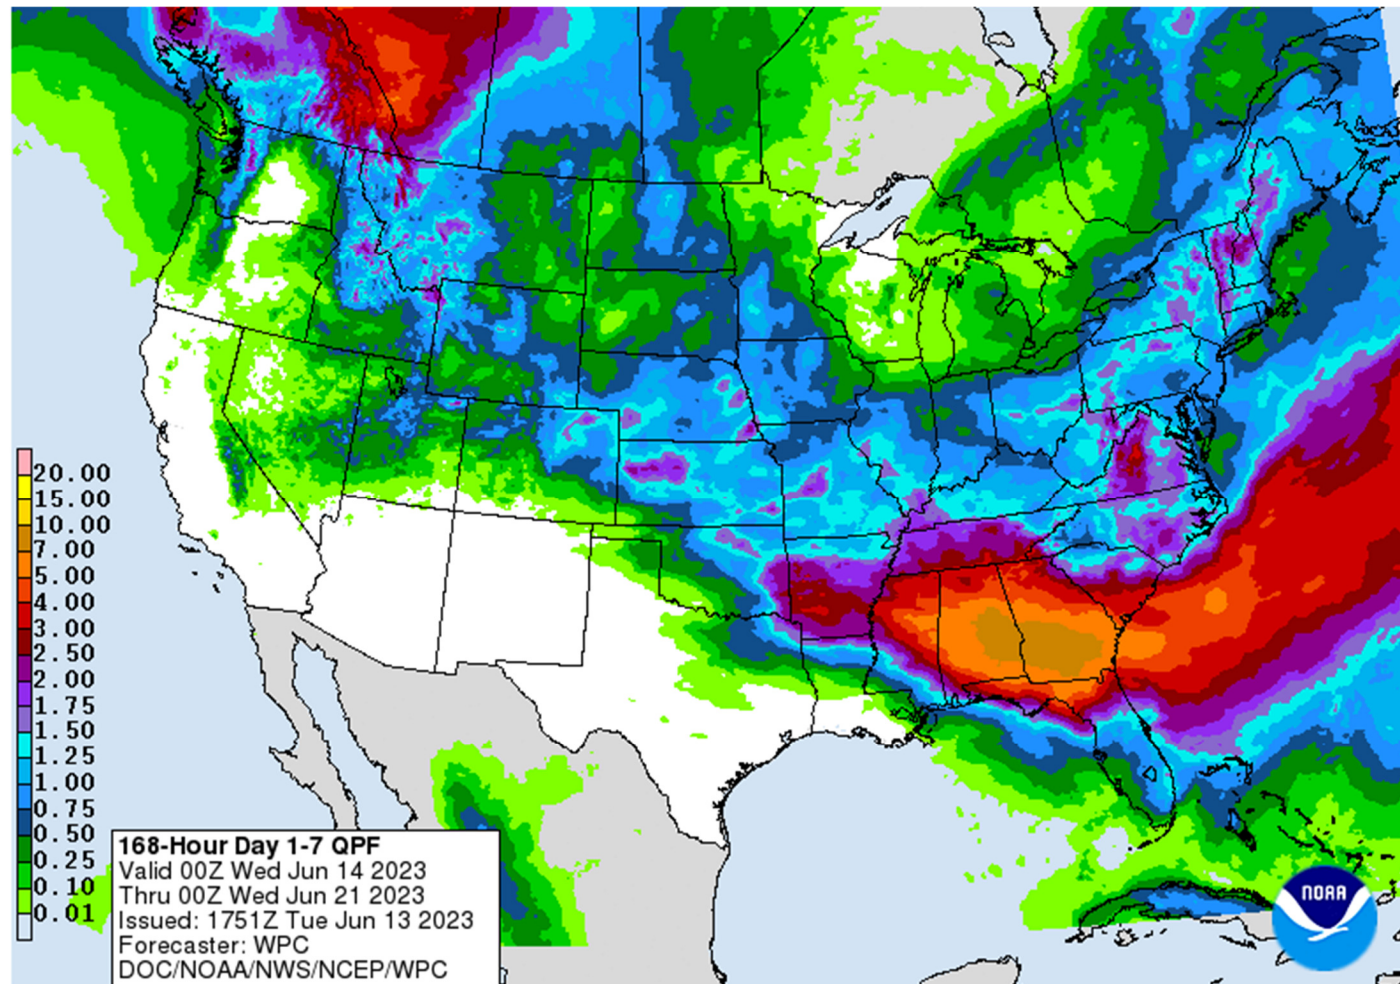 20.00
15.00
10.00
7.00
5.00
4.00
3.00
2.50
2.00
1.75
1.50
1.25
1.00
0.75
0.50
0.25
0.10
0.01
168-Hour Day 1-7 QPF
Valid 00Z Wed Jun 14 2023
Thru 00Z Wed Jun 21 2023
Issued: 1751Z Tue Jun 13 2023
Forecaster: WPC
DOC/NOAA/NWS/NCEP/WPC
NOAA